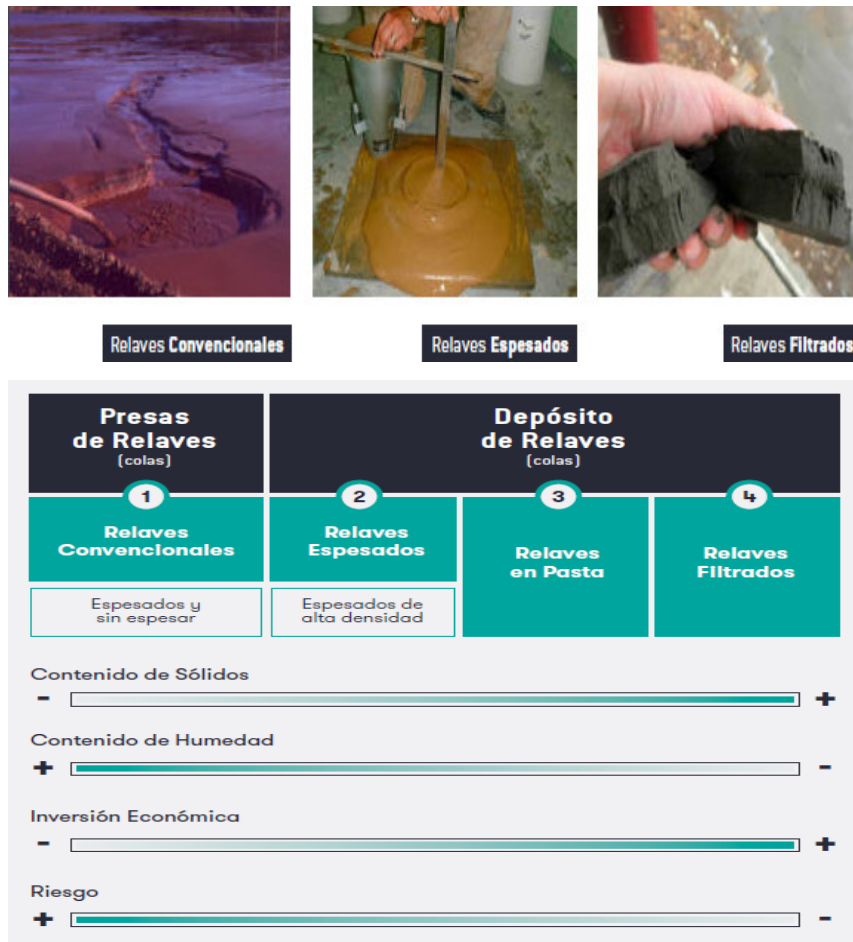 Relaves Convencionales
Relaves Espesados
Relaves Filtrados
Presas
de Relaves
(colas)
Depósito
de Relaves
(colas)
1
2
3
4
Relaves
Convencionales
Relaves
Espesados
Relaves
en Pasta
Relaves
Filtrados
Espesados y
sin espesar
Espesados de
alta densidad
Contenido de Sólidos
- +
Contenido de Humedad
+ -
Inversión Económica
- +
Riesgo
+ -